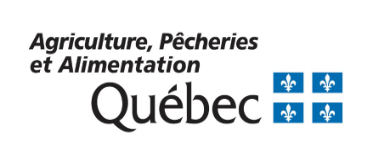 Agriculture, Pêcheries
et Alimentation
Québec